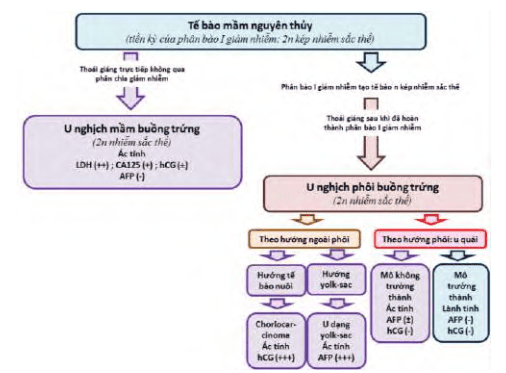 Tế bào mầm nguyên thủy
(tiền kỳ của phân bào I giảm nhiễm: 2n kép nhiễm sắc thể)
Thoái giáng trực tiếp không qua
phân chia giảm nhiễm
Phân bào I giảm nhiễm tạo tế bào n kép nhiễm sắc thể
Thoái giáng sau khi đã hoàn
thành phân bào I giảm nhiễm
U nghịch mầm buồng trứng
(2n nhiễm sắc thể)
Ác tính
LDH (++) ; CA125 (+) ; hCG (±)
AFP (-)
U nghịch phôi buồng trứng
(2n nhiễm sắc thể)
Theo hướng ngoài phôi
Theo hướng phôi: u quái
Hướng tế
bào nuôi
Hướng
yolk-sac
Mô không
trưởng
thành
Ác tính
AFP (±)
hCG (-)
Mô
trưởng
thành
Lành tính
AFP (-)
hCG (-)
Chorlocar-
cinoma
Ác tính
hCG (+++)
U dạng
yolk-sac
Ác tính
AFP (+++)